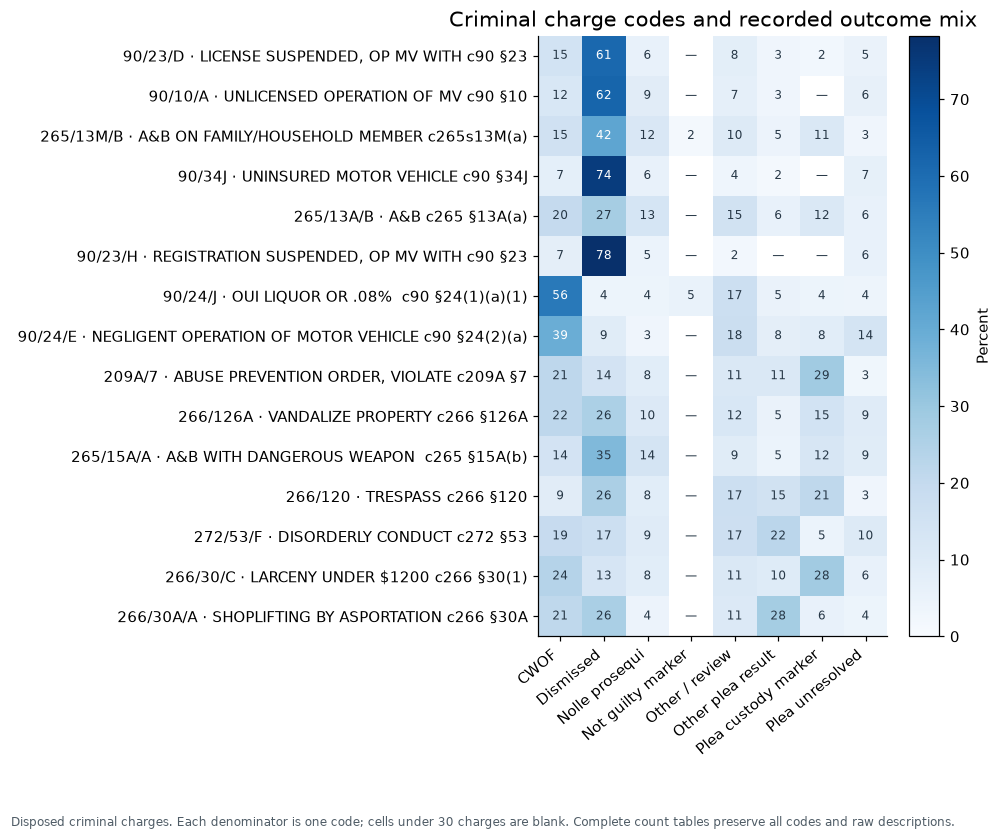 Criminal charge codes and recorded outcome mix
90/23/D · LICENSE SUSPENDED, OP MV WITH c90 §23 15 61 6 — 8 3 2 5
90/10/A · UNLICENSED OPERATION OF MV c90 §10 12 62 9 — 7 3 — 6
265/13M/B · A&B ON FAMILY/HOUSEHOLD MEMBER c265s13M(a) 15 42 12 2 10 5 11 3
90/34J · UNINSURED MOTOR VEHICLE c90 §34J 7 74 6 — 4 2 — 7
265/13A/B · A&B c265 §13A(a) 20 27 13 — 15 6 12 6
90/23/H · REGISTRATION SUSPENDED, OP MV WITH c90 §23 7 78 5 — 2 — — 6
90/24/J · OUI LIQUOR OR .08%  c90 §24(1)(a)(1) 56 4 4 5 17 5 4 4
90/24/E · NEGLIGENT OPERATION OF MOTOR VEHICLE c90 §24(2)(a) 39 9 3 — 18 8 8 14
209A/7 · ABUSE PREVENTION ORDER, VIOLATE c209A §7 21 14 8 — 11 11 29 3
266/126A · VANDALIZE PROPERTY c266 §126A 22 26 10 — 12 5 15 9
265/15A/A · A&B WITH DANGEROUS WEAPON  c265 §15A(b) 14 35 14 — 9 5 12 9
266/120 · TRESPASS c266 §120 9 26 8 — 17 15 21 3
272/53/F · DISORDERLY CONDUCT c272 §53 19 17 9 — 17 22 5 10
266/30/C · LARCENY UNDER $1200 c266 §30(1) 24 13 8 — 11 10 28 6
266/30A/A · SHOPLIFTING BY ASPORTATION c266 §30A 21 26 4 — 11 28 6 4
CWOF
Dismissed
Nolle prosequi
Not guilty marker
Other / review
Other plea result
Plea custody marker
Plea unresolved
70
60
50
40
30
20
10
0
Percent
Disposed criminal charges. Each denominator is one code; cells under 30 charges are blank. Complete count tables preserve all codes and raw descriptions.